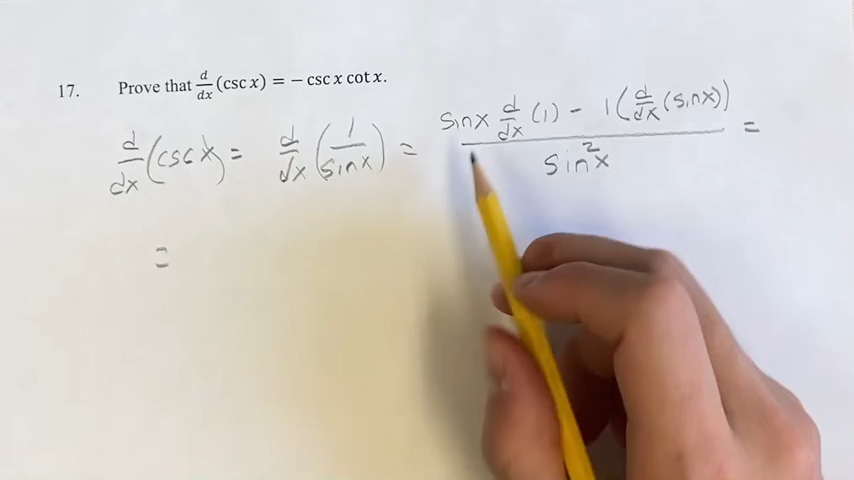 17. Prove that d/dx (csc x) = − csc x cot x.
d/dx (csc x) = d/dx (1/sin x) = (sin x d/dx (1) − 1(d/dx (sin x)))/sin²x =
=